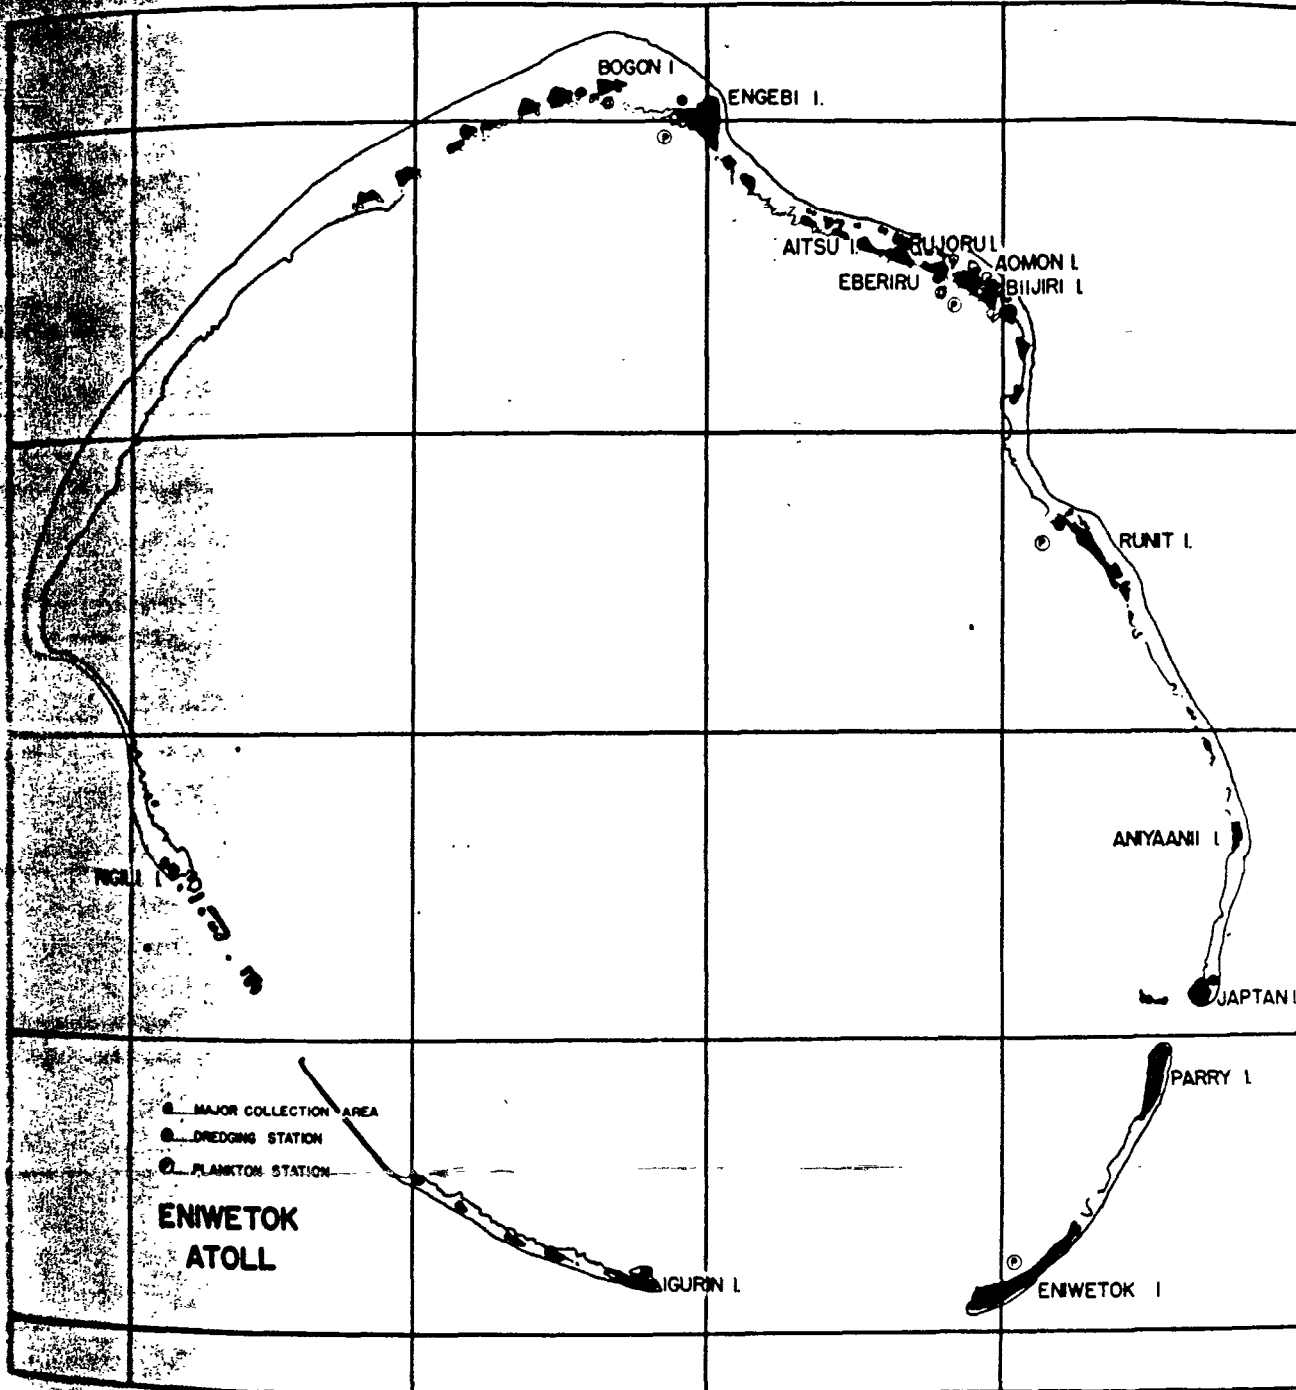 BOGON I
ENGEBI I.
AITSU I.
RUJORU I.
AOMON I.
EBERIRU
BIIJIRI I.
RUNIT I.
ANIYAANII I.
RIGILI I.
JAPTAN I
PARRY I.
MAJOR COLLECTION AREA
DREDGING STATION
PLANKTON STATION
ENIWETOK
ATOLL
IGURIN I.
ENIWETOK I
P
P
P
P
P